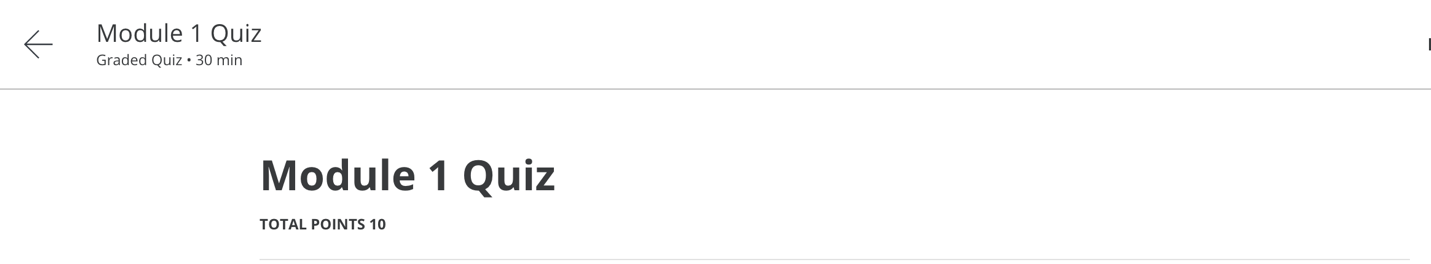 Module 1 Quiz
Graded Quiz • 30 min
Module 1 Quiz
TOTAL POINTS 10